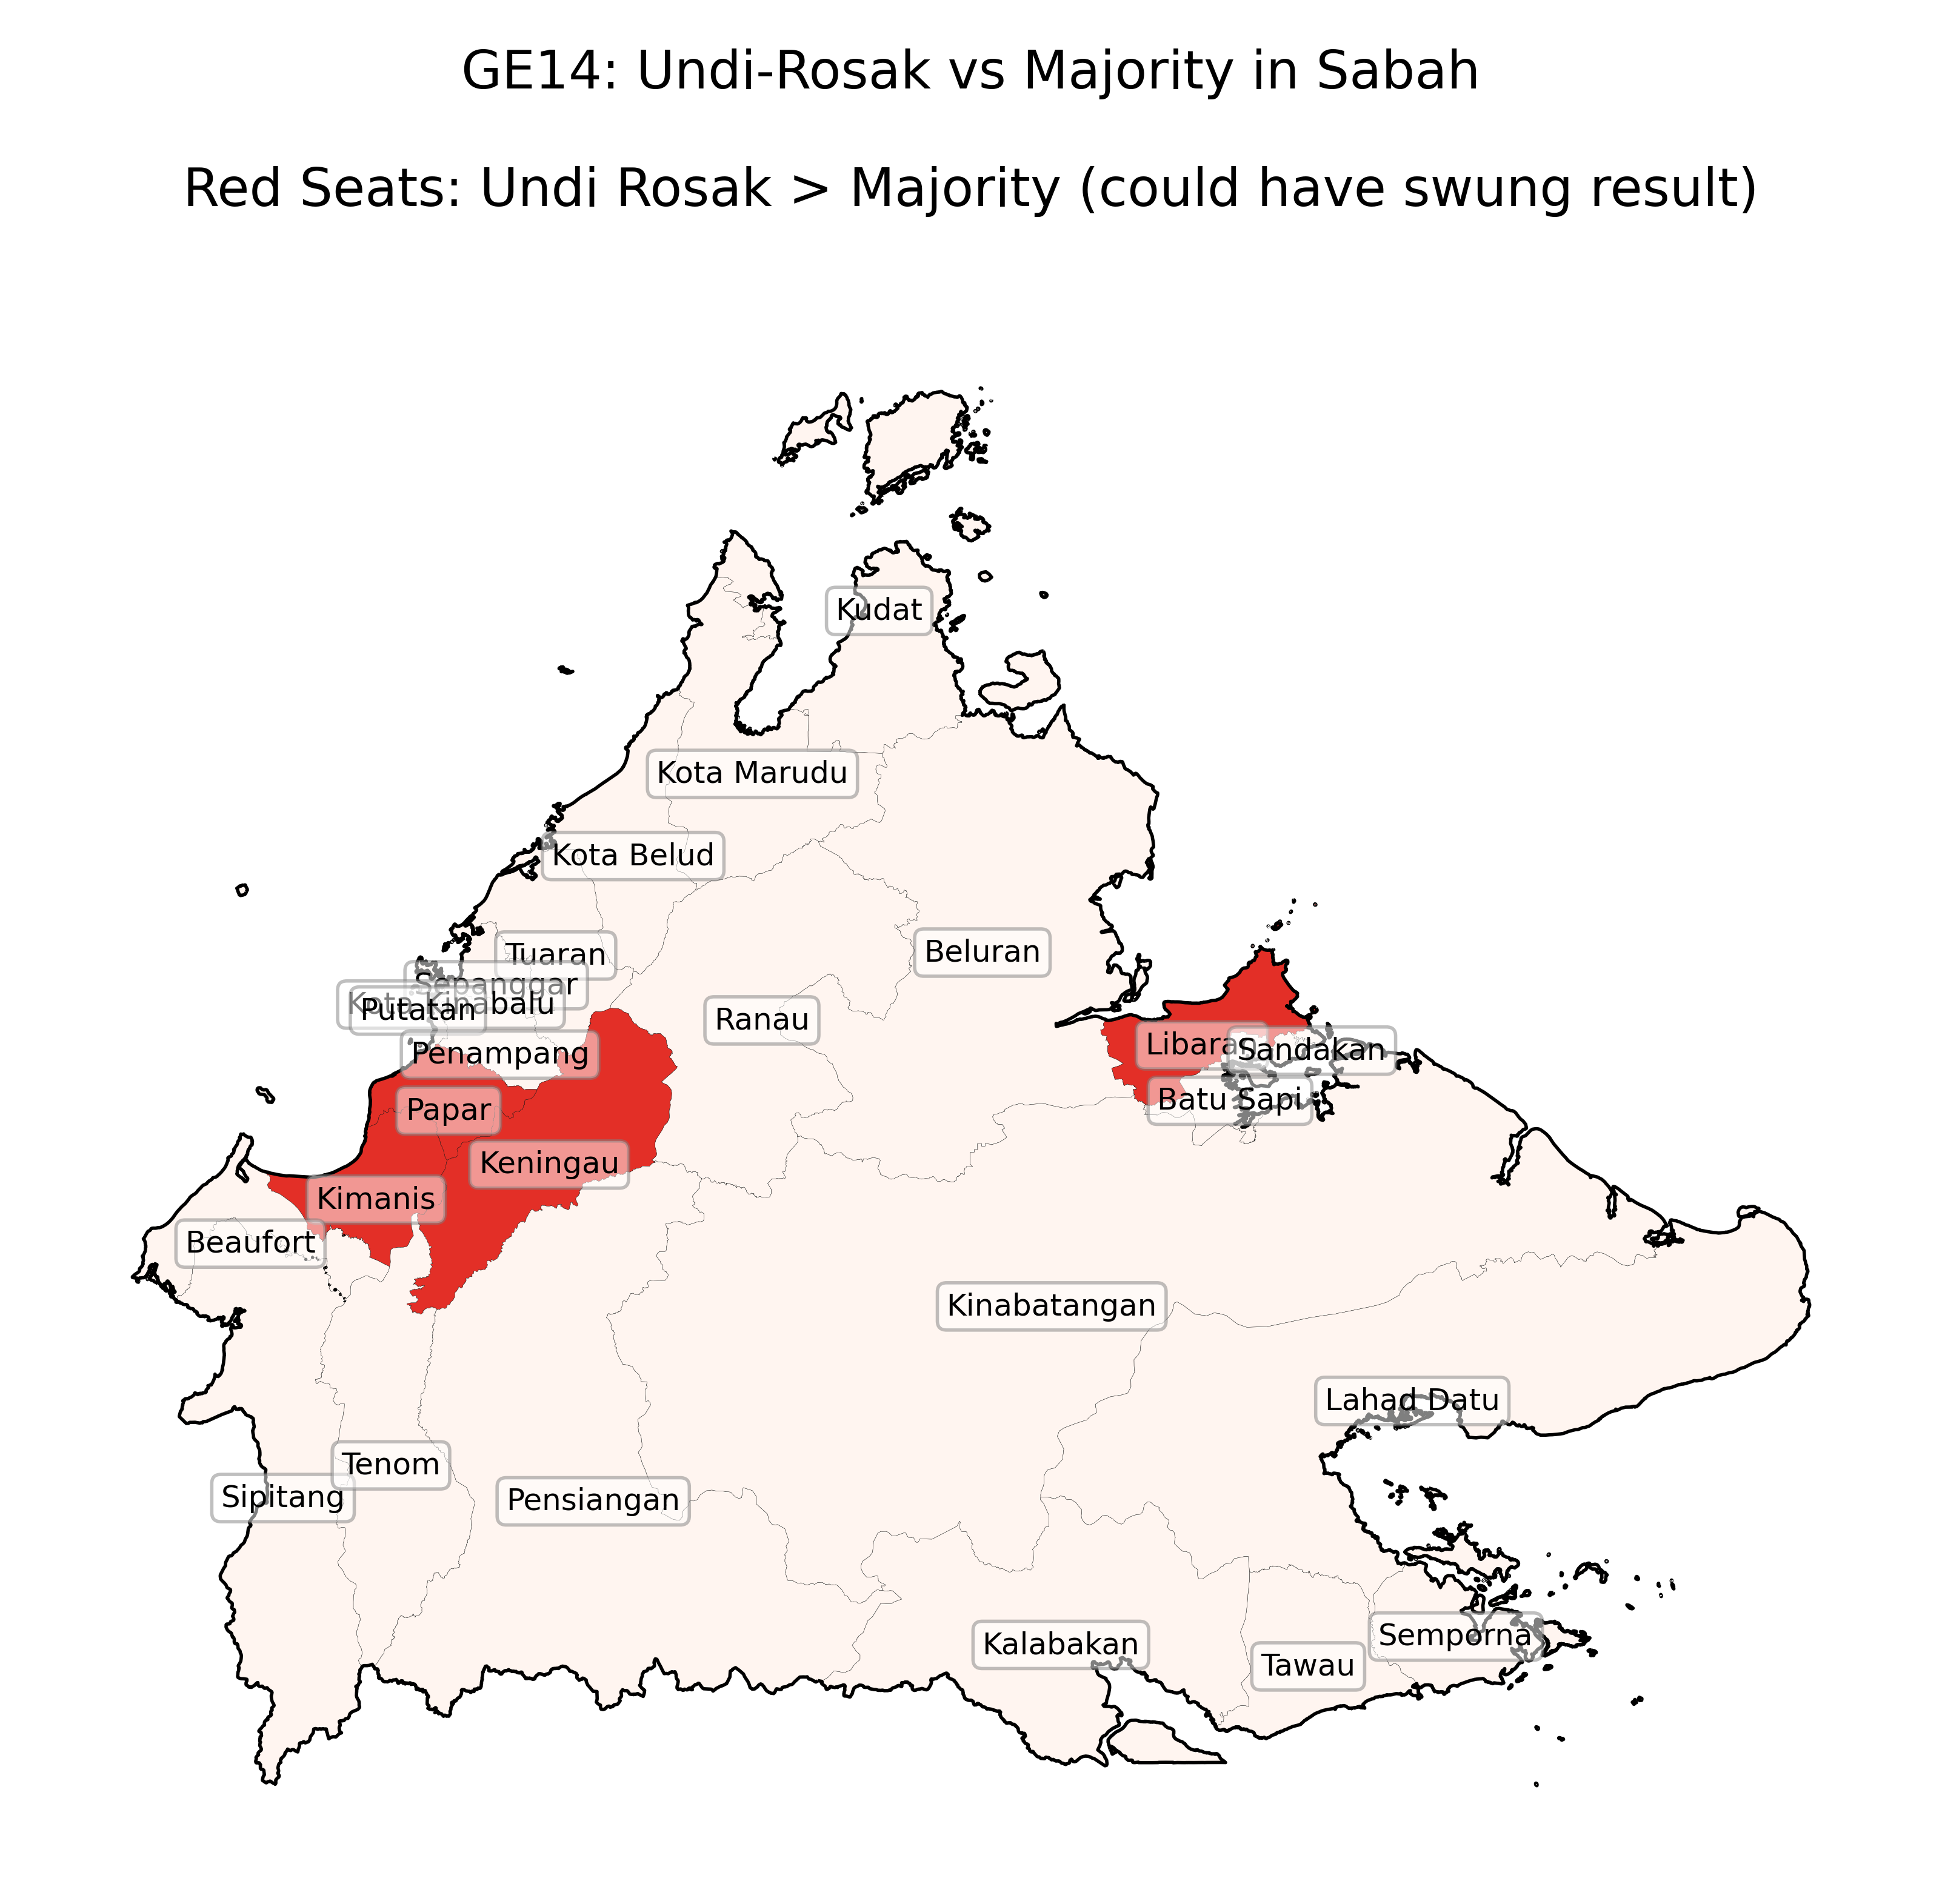 GE14: Undi-Rosak vs Majority in Sabah
Red Seats: Undi Rosak > Majority (could have swung result)
Kudat
Kota Marudu
Kota Belud
Tuaran
Beluran
Sepanggar
Kota Kinabalu
Putatan
Ranau
Penampang
Libaran
Sandakan
Batu Sapi
Papar
Keningau
Kimanis
Beaufort
Kinabatangan
Lahad Datu
Tenom
Sipitang
Pensiangan
Semporna
Kalabakan
Tawau